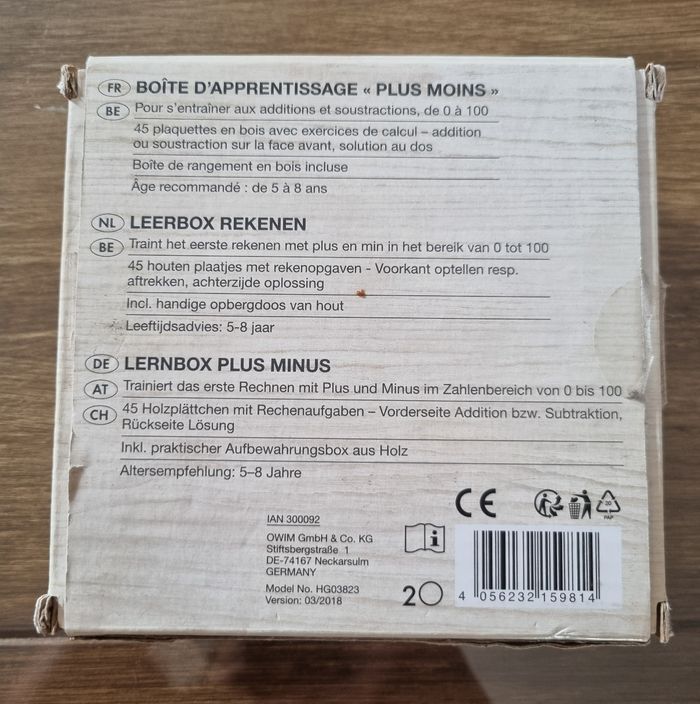 FR BOÎTE D'APPRENTISSAGE « PLUS MOINS »
BE Pour s'entraîner aux additions et soustractions, de 0 à 100
45 plaquettes en bois avec exercices de calcul – addition
ou soustraction sur la face avant, solution au dos
Boîte de rangement en bois incluse
Âge recommandé : de 5 à 8 ans
NL LEERBOX REKENEN
BE Traint het eerste rekenen met plus en min in het bereik van 0 tot 100
45 houten plaatjes met rekenopgaven - Voorkant optellen resp.
aftrekken, achterzijde oplossing
Incl. handige opbergdoos van hout
Leeftijdsadvies: 5-8 jaar
DE LERNBOX PLUS MINUS
AT Trainiert das erste Rechnen mit Plus und Minus im Zahlenbereich von 0 bis 100
CH 45 Holzplättchen mit Rechenaufgaben – Vorderseite Addition bzw. Subtraktion,
Rückseite Lösung
Inkl. praktischer Aufbewahrungsbox aus Holz
Altersempfehlung: 5–8 Jahre
CE
20
PAP
IAN 300092
OWIM GmbH & Co. KG
Stiftsbergstraße 1
DE-74167 Neckarsulm
GERMANY
Model No. HG03823
Version: 03/2018
i
2
4 056232 159814